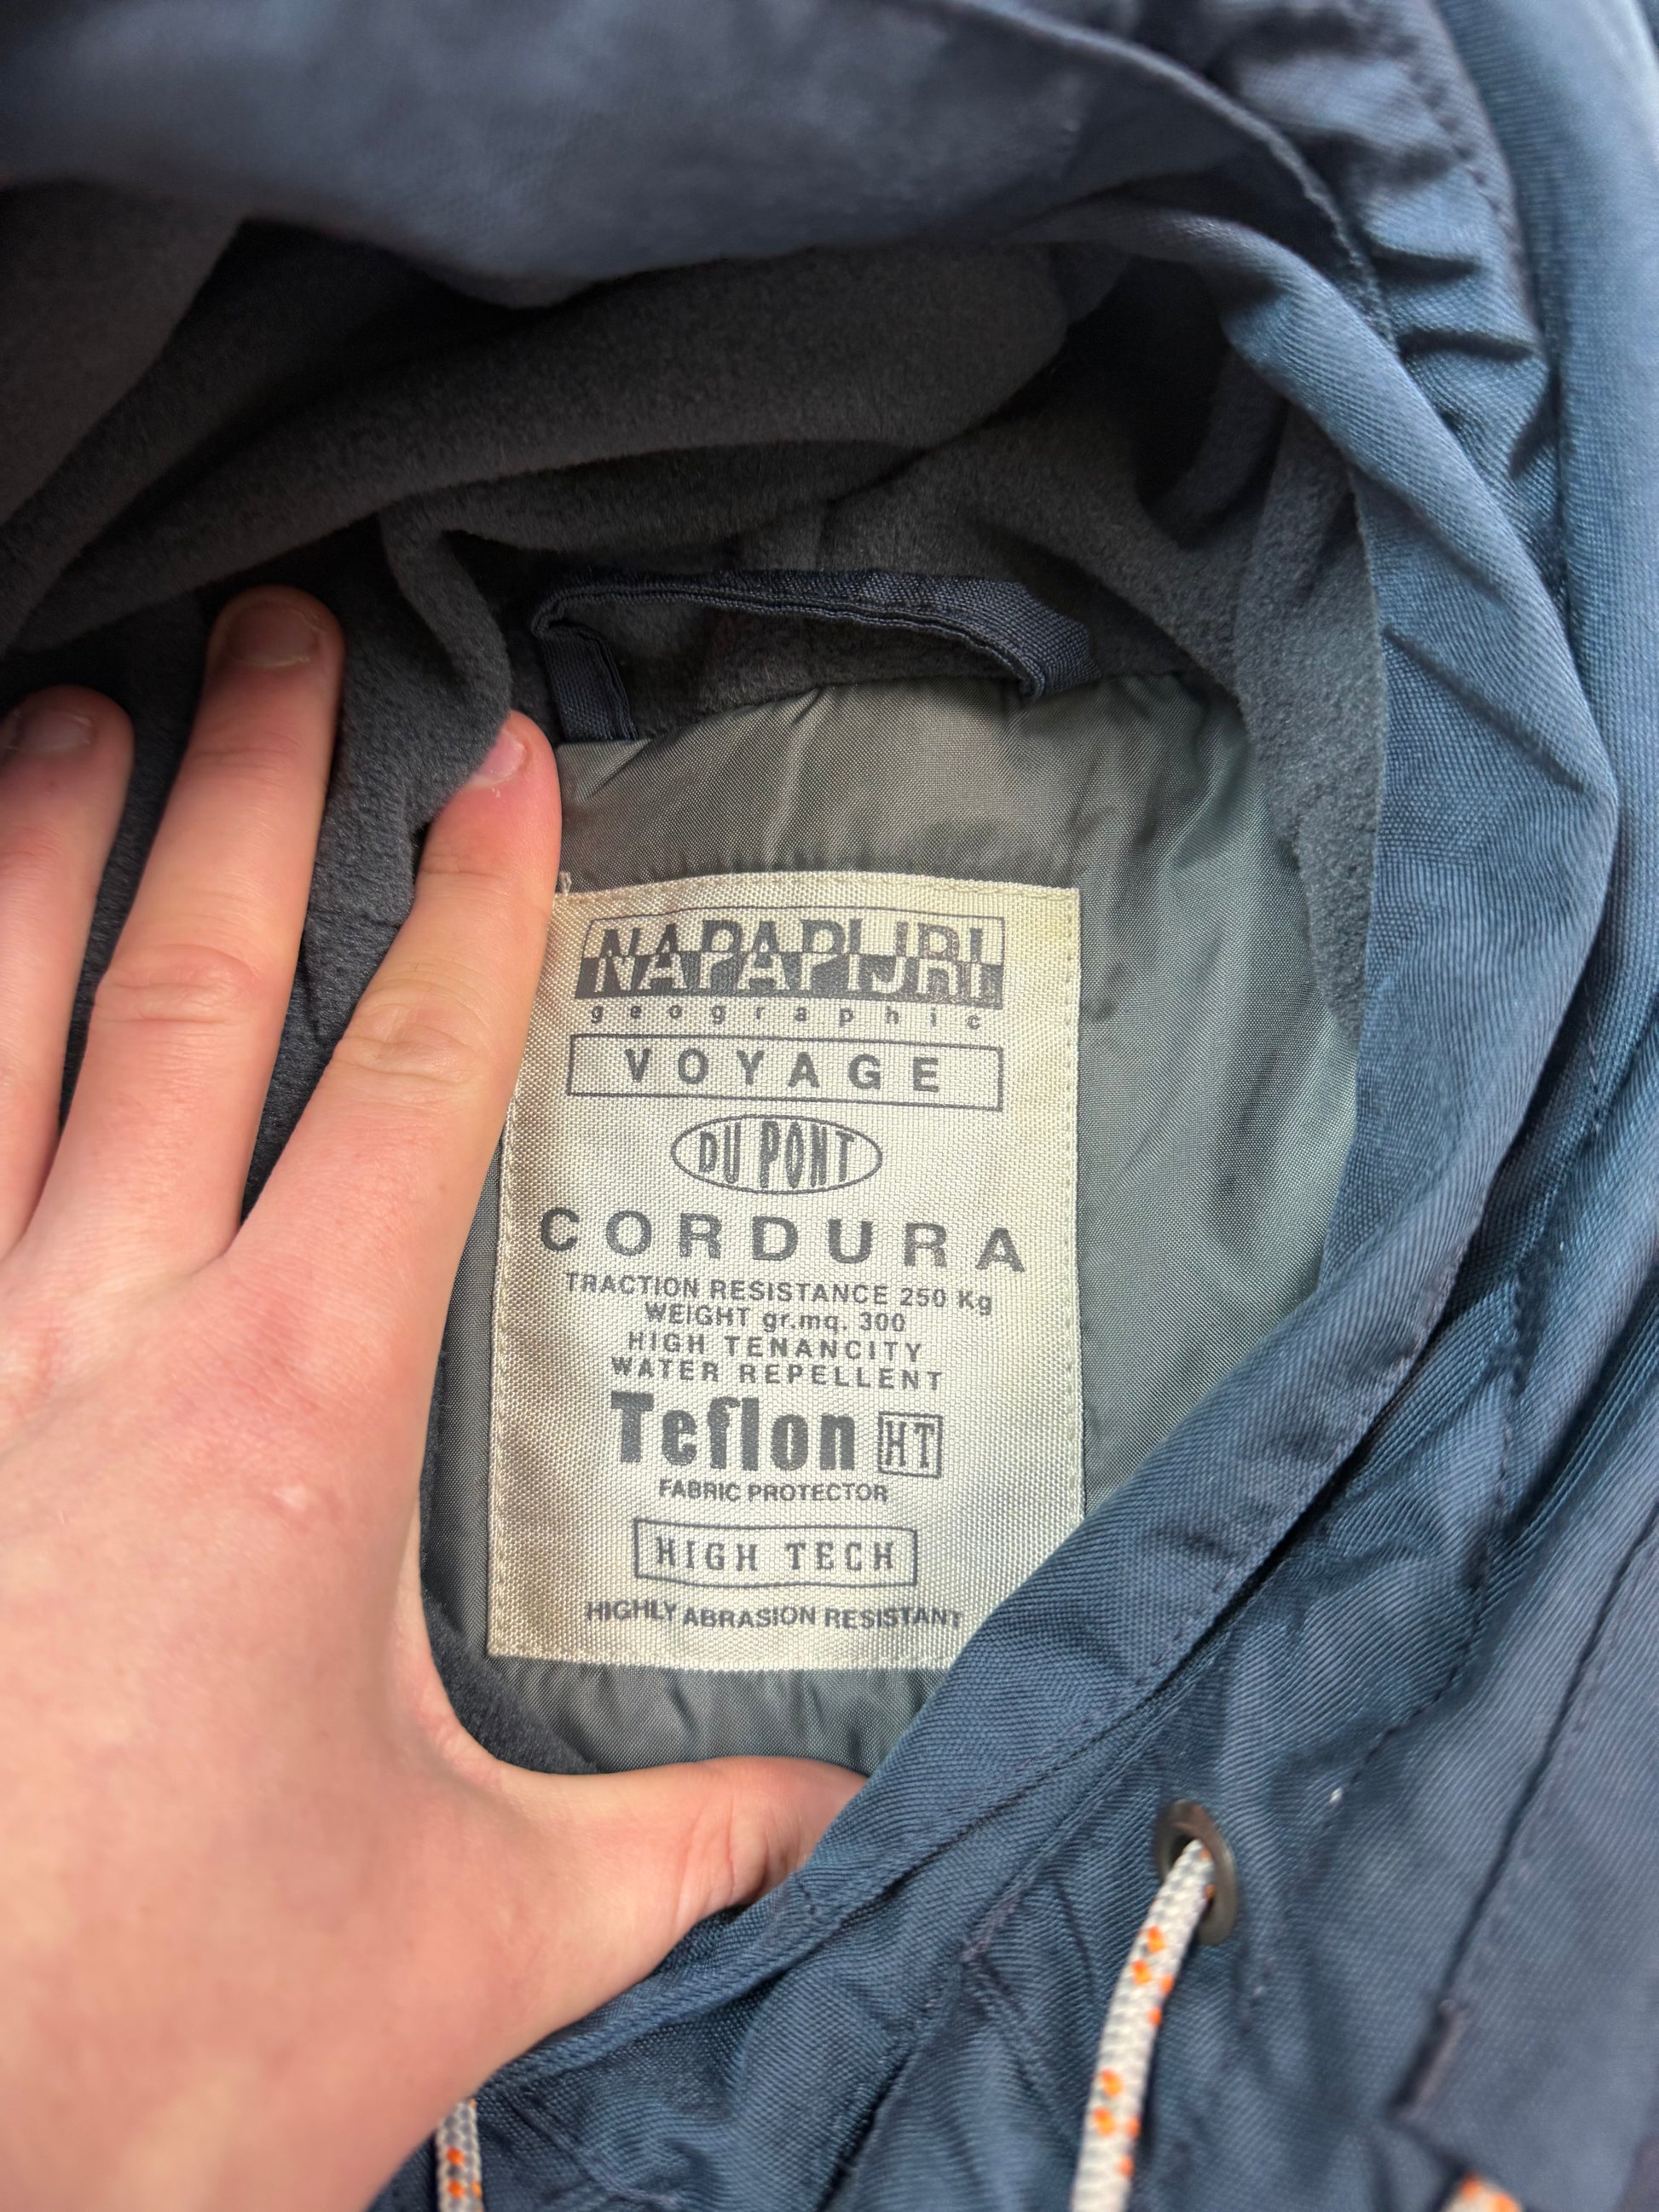 NAPAPIJRI
geographic
VOYAGE
DU PONT
CORDURA
TRACTION RESISTANCE 250 Kg
WEIGHT gr.mq. 300
HIGH TENANCITY
WATER REPELLENT
Teflon HT
FABRIC PROTECTOR
HIGH TECH
HIGHLY ABRASION RESISTANT